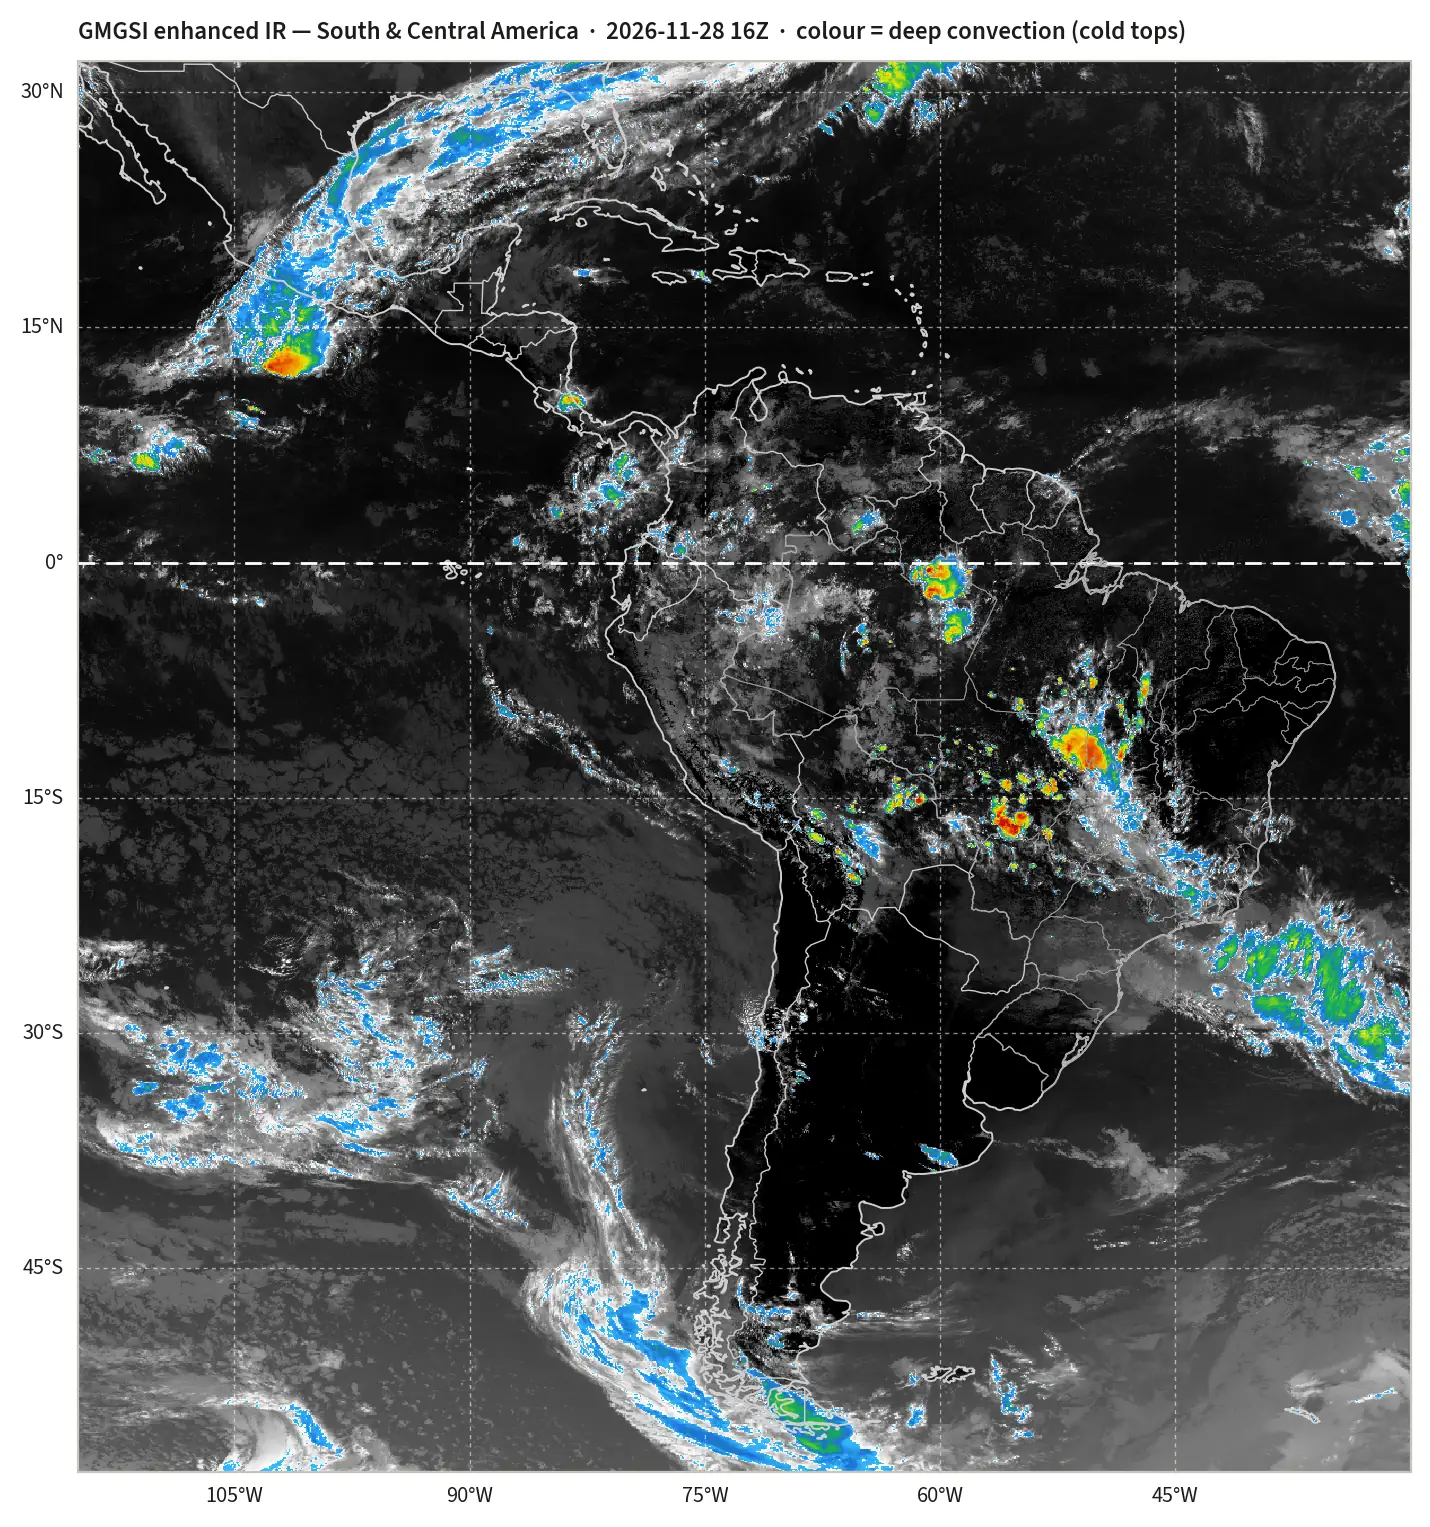 GMGSI enhanced IR — South & Central America · 2026-11-28 16Z · colour = deep convection (cold tops)
30°N
15°N
0°
15°S
30°S
45°S
105°W
90°W
75°W
60°W
45°W